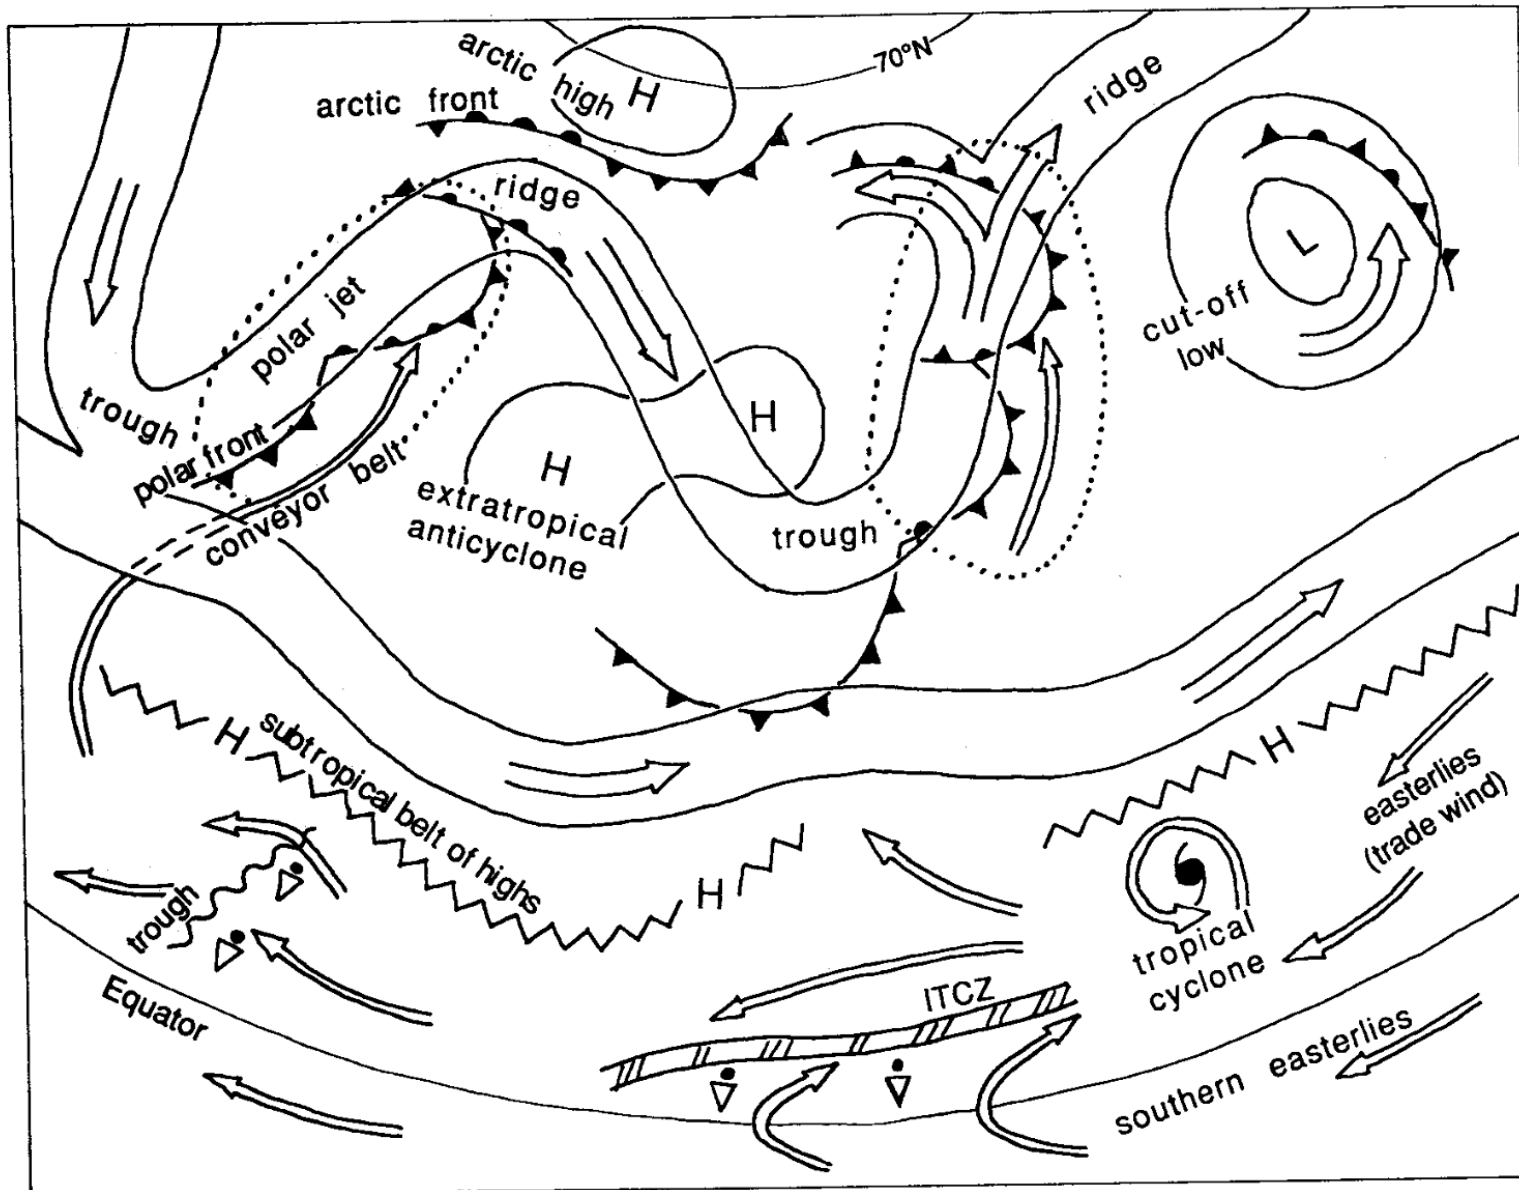 arctic high
H
70°N
ridge
arctic front
ridge
L
cut-off
low
polar jet
trough
polar front
conveyor belt
H
H
extratropical
anticyclone
trough
H
subtropical belt of highs
H
H
easterlies
(trade wind)
trough
tropical
cyclone
ITCZ
Equator
southern easterlies